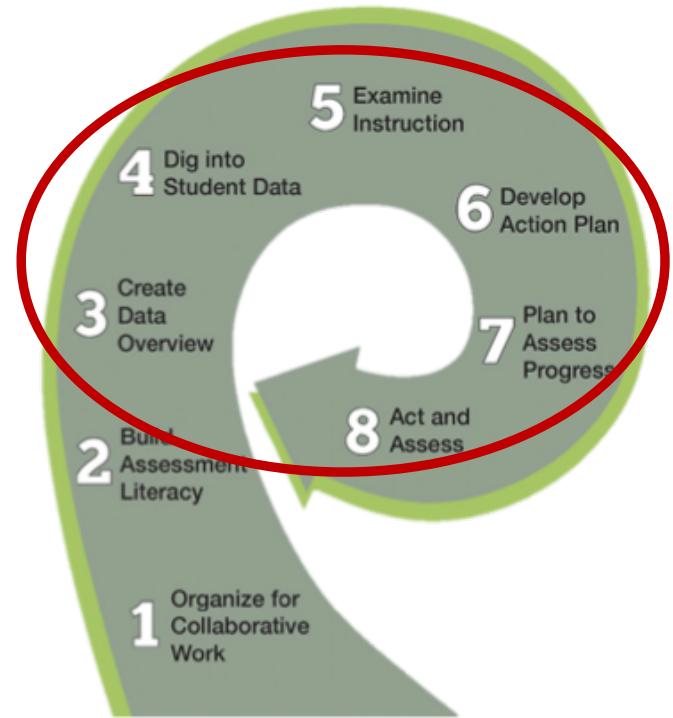 5 Examine
Instruction
4 Dig into
Student Data
6 Develop
Action Plan
3 Create
Data
Overview
7 Plan to
Assess
Progress
8 Act and
Assess
2 Build
Assessment
Literacy
1 Organize for
Collaborative
Work